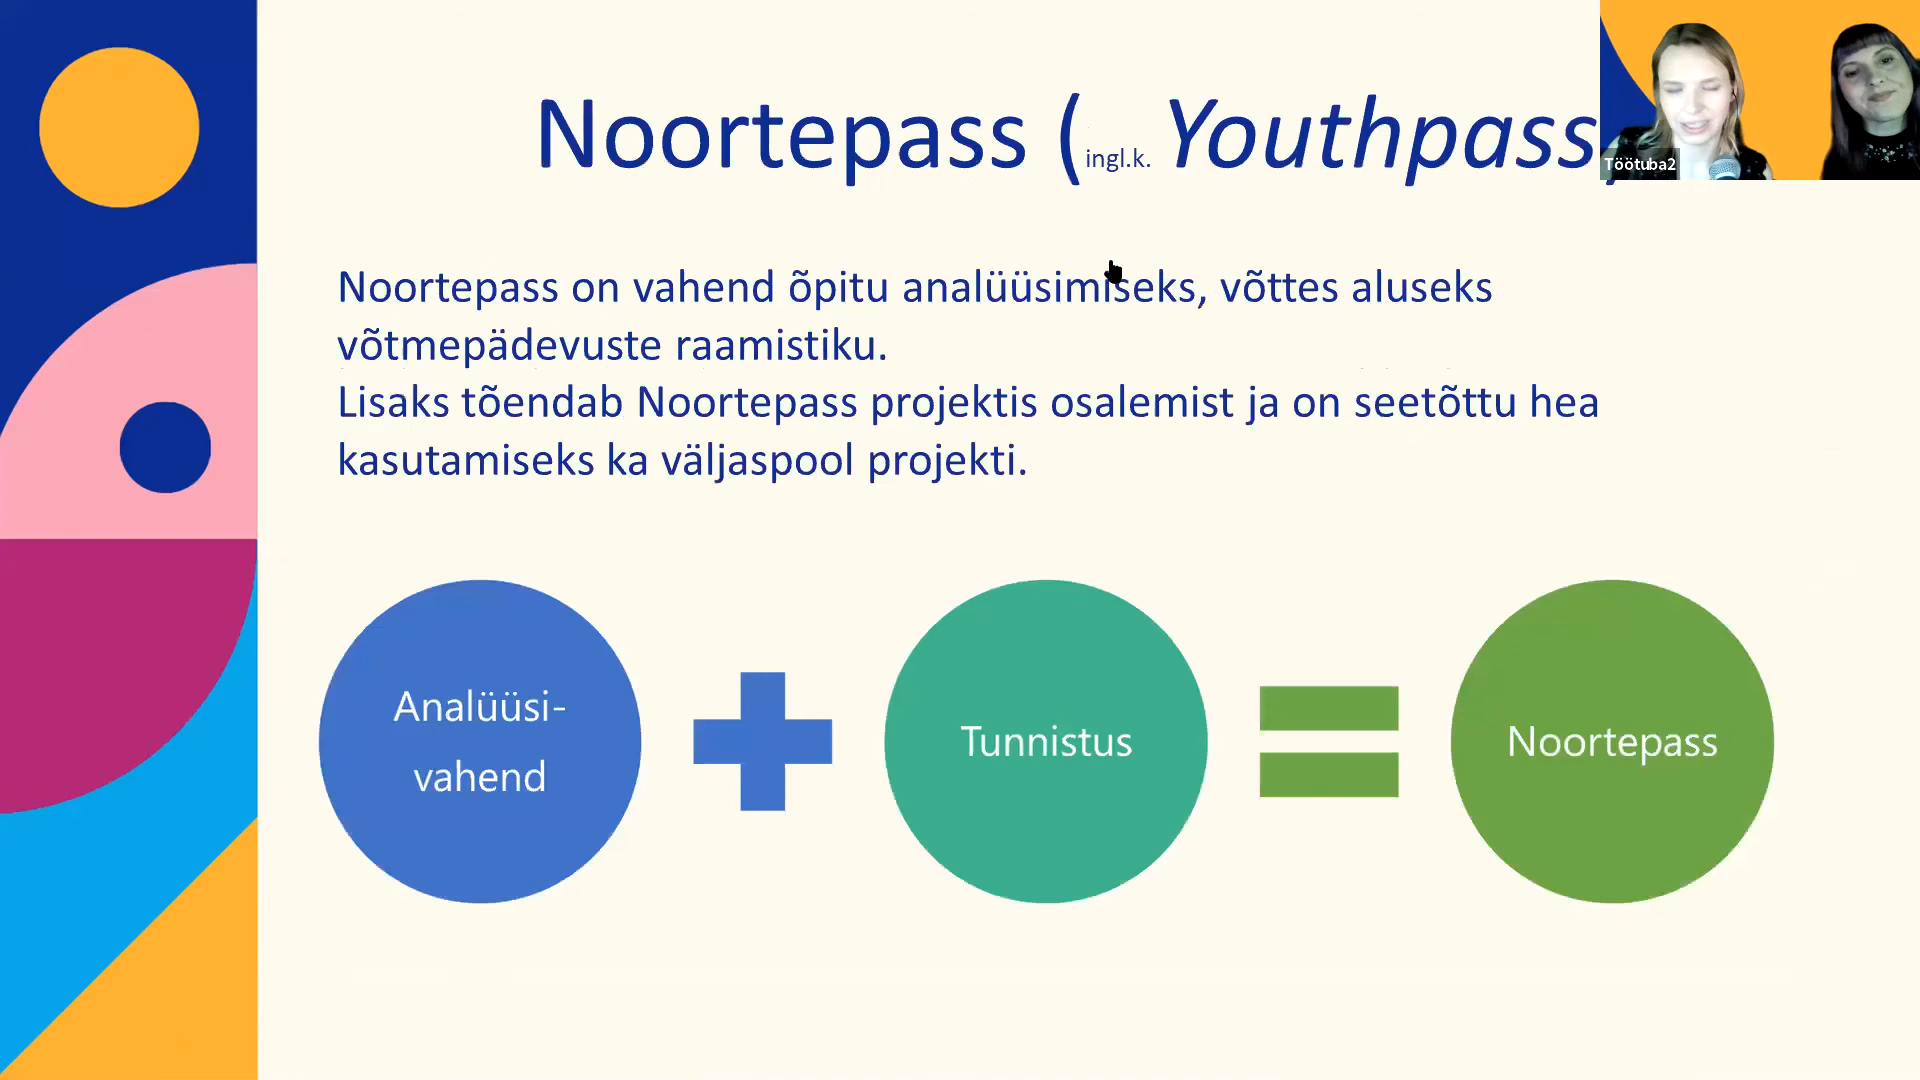 Noortepass (ingl.k. Youthpass)
Töötuba2
Noortepass on vahend õpitu analüüsimiseks, võttes aluseks
võtmepädevuste raamistiku.
Lisaks tõendab Noortepass projektis osalemist ja on seetõttu hea
kasutamiseks ka väljaspool projekti.
Analüüsi-
vahend
Tunnistus
Noortepass